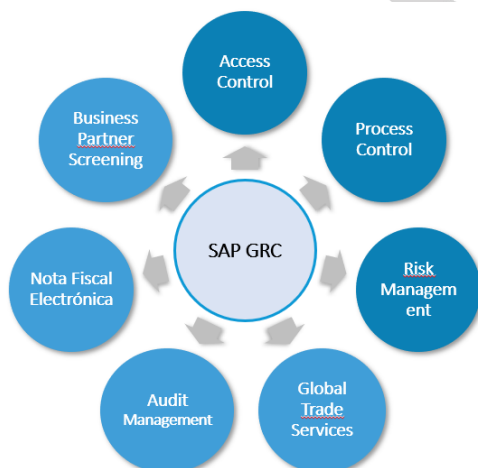 Access
Control
Process
Control
Risk
Managem
ent
Global
Trade
Services
Audit
Management
Nota Fiscal
Electrónica
Business
Partner
Screening
SAP GRC